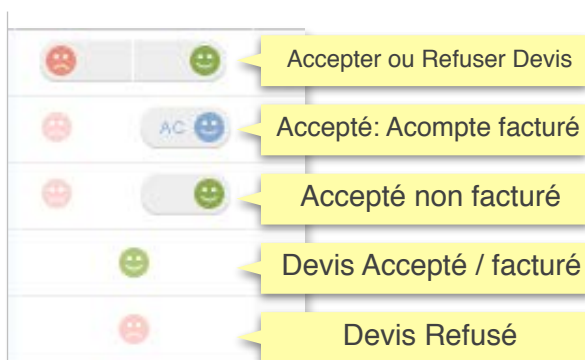 Accepter ou Refuser Devis
AC
Accepté: Acompte facturé
Accepté non facturé
Devis Accepté / facturé
Devis Refusé